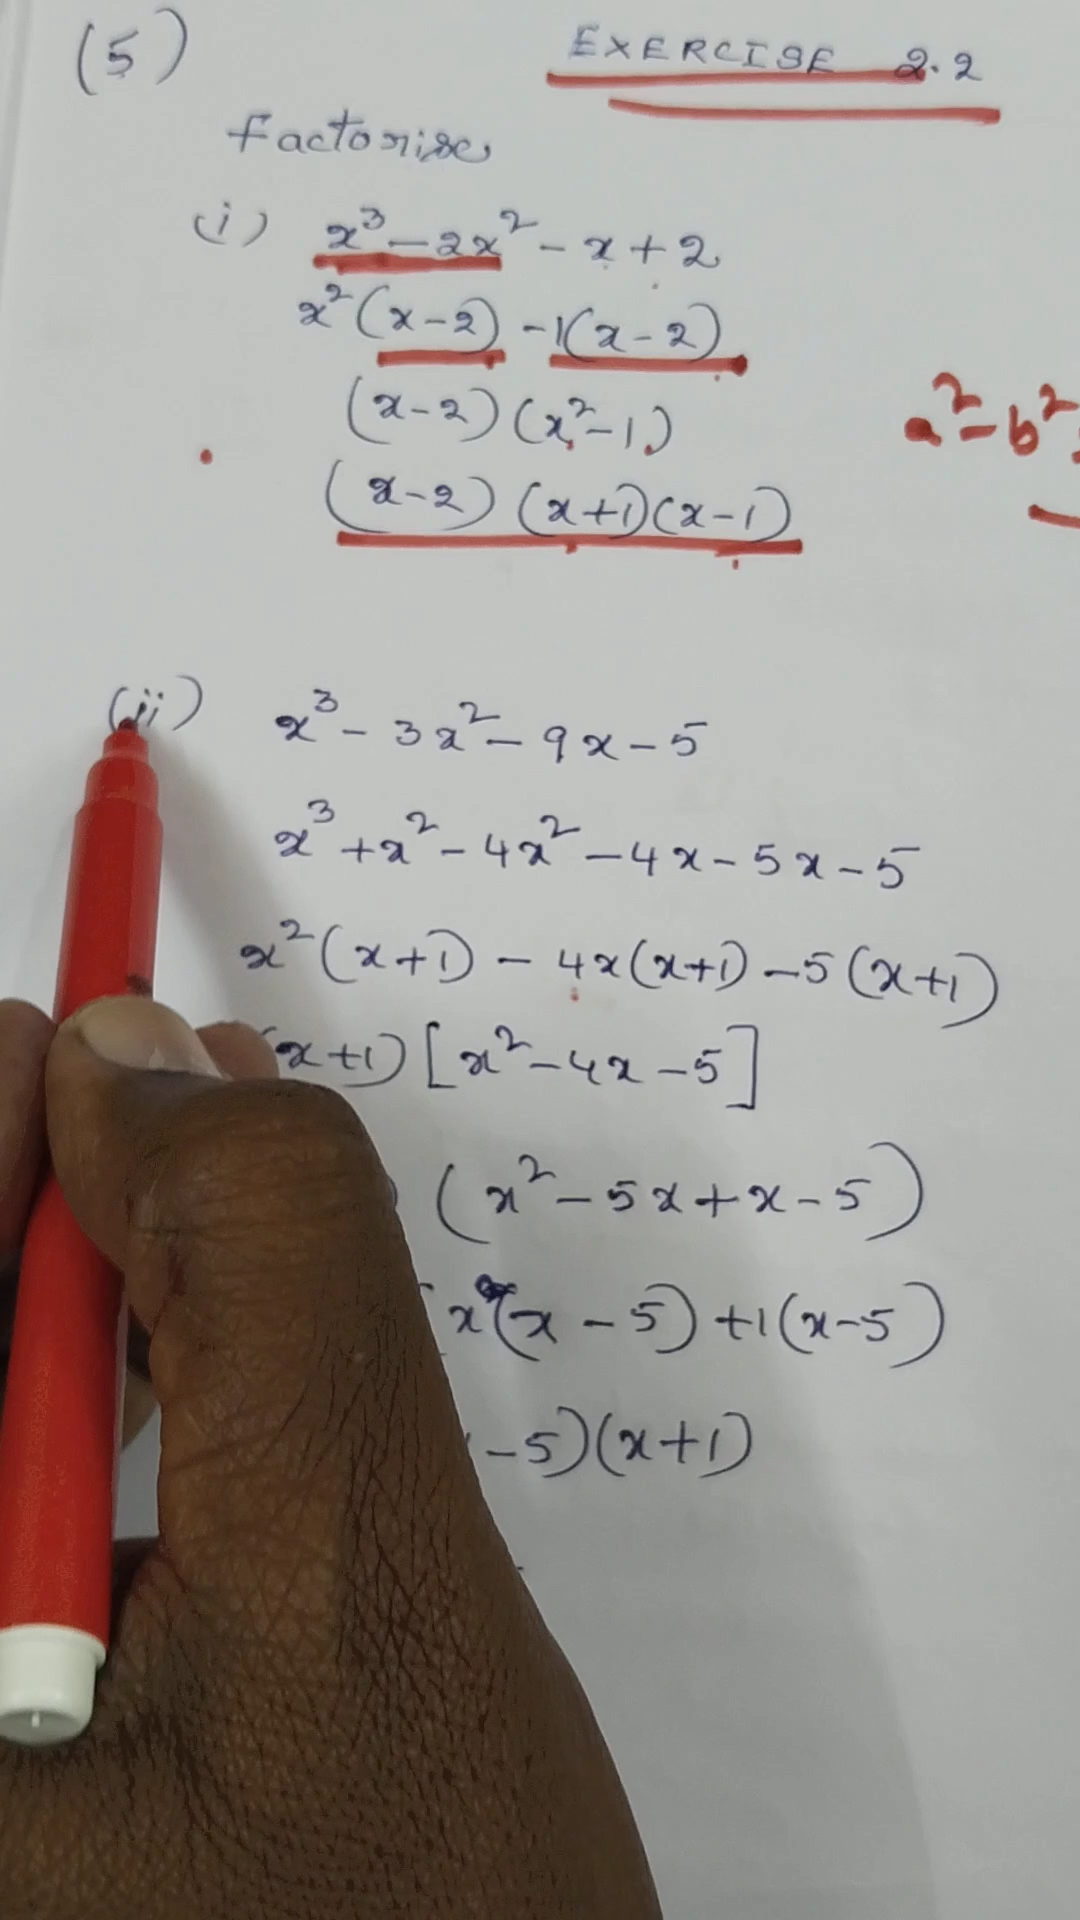 (5)
EXERCISE 2.2
Factorise
(i) x³ - 2x² - x + 2
x² (x - 2) - 1(x - 2)
(x - 2) (x² - 1)
a² - b²
(x - 2) (x + 1) (x - 1)
(ii) x³ - 3x² - 9x - 5
x³ + x² - 4x² - 4x - 5x - 5
x² (x + 1) - 4x (x + 1) - 5 (x + 1)
(x + 1) [x² - 4x - 5]
(x² - 5x + x - 5)
x (x - 5) + 1 (x - 5)
- 5) (x + 1)